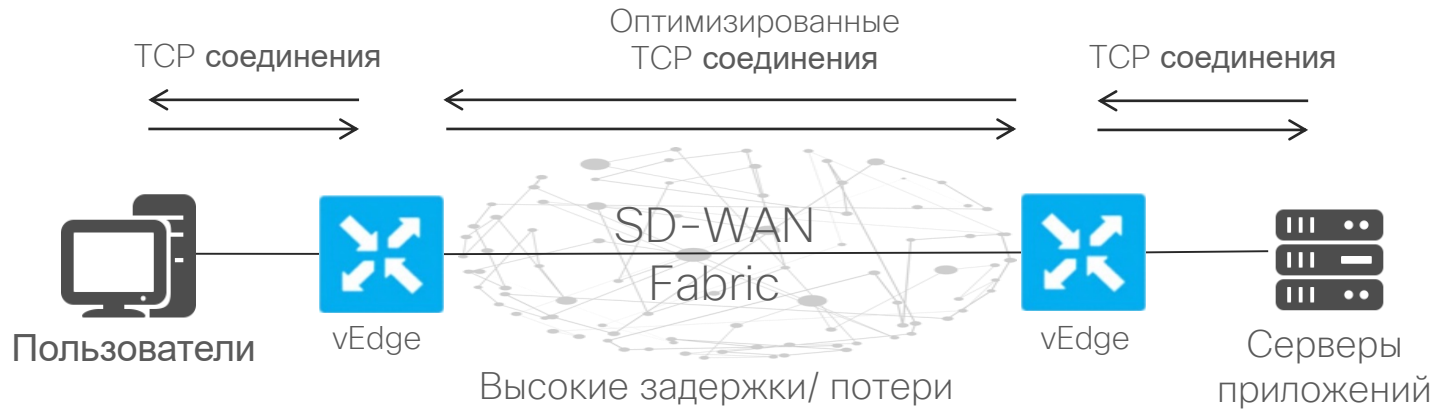 Оптимизированные
TCP соединения
TCP соединения
TCP соединения
SD-WAN
Fabric
vEdge
vEdge
Пользователи
Серверы
приложений
Высокие задержки/ потери